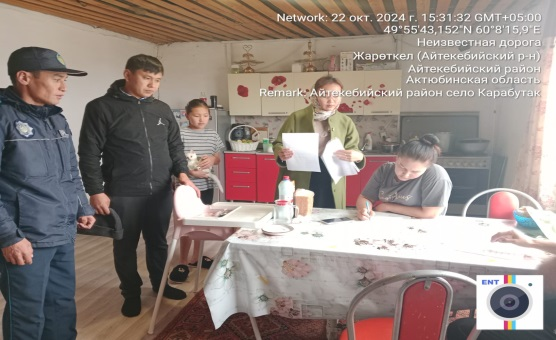 Network: 22 окт. 2024 г. 15:31:32 GMT+05:00
49°55'43,152"N 60°8'15,9"E
Неизвестная дорога
Жарөткел (Айтекебийский р-н)
Айтекебийский район
Актюбинская область
Remark: Айтекебийский район село Карабутак
ENT